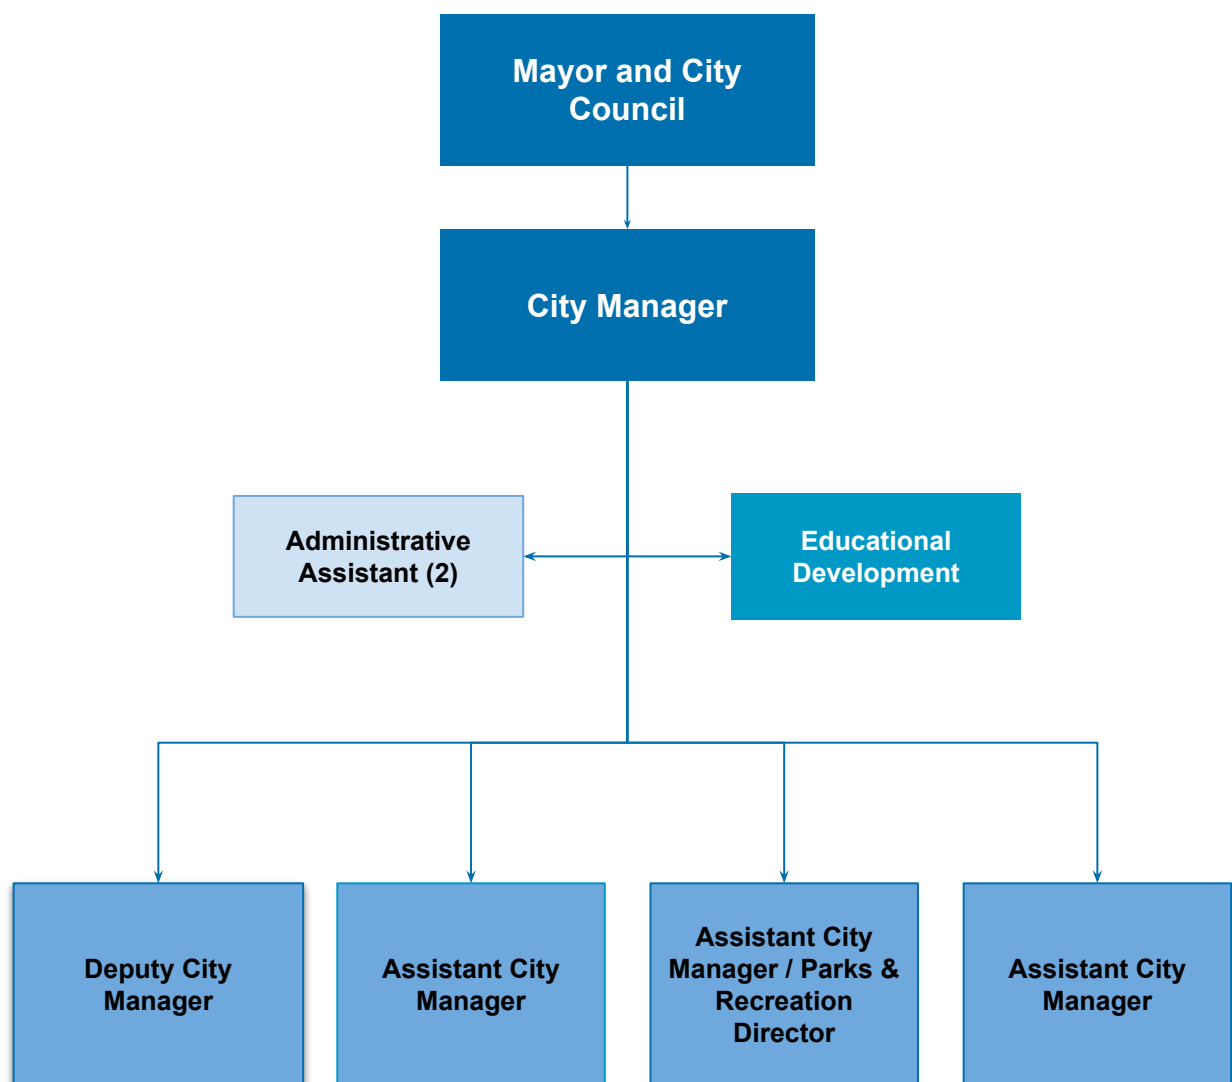 Mayor and City
Council
City Manager
Administrative
Assistant (2)
Educational
Development
Deputy City
Manager
Assistant City
Manager
Assistant City
Manager / Parks &
Recreation
Director
Assistant City
Manager